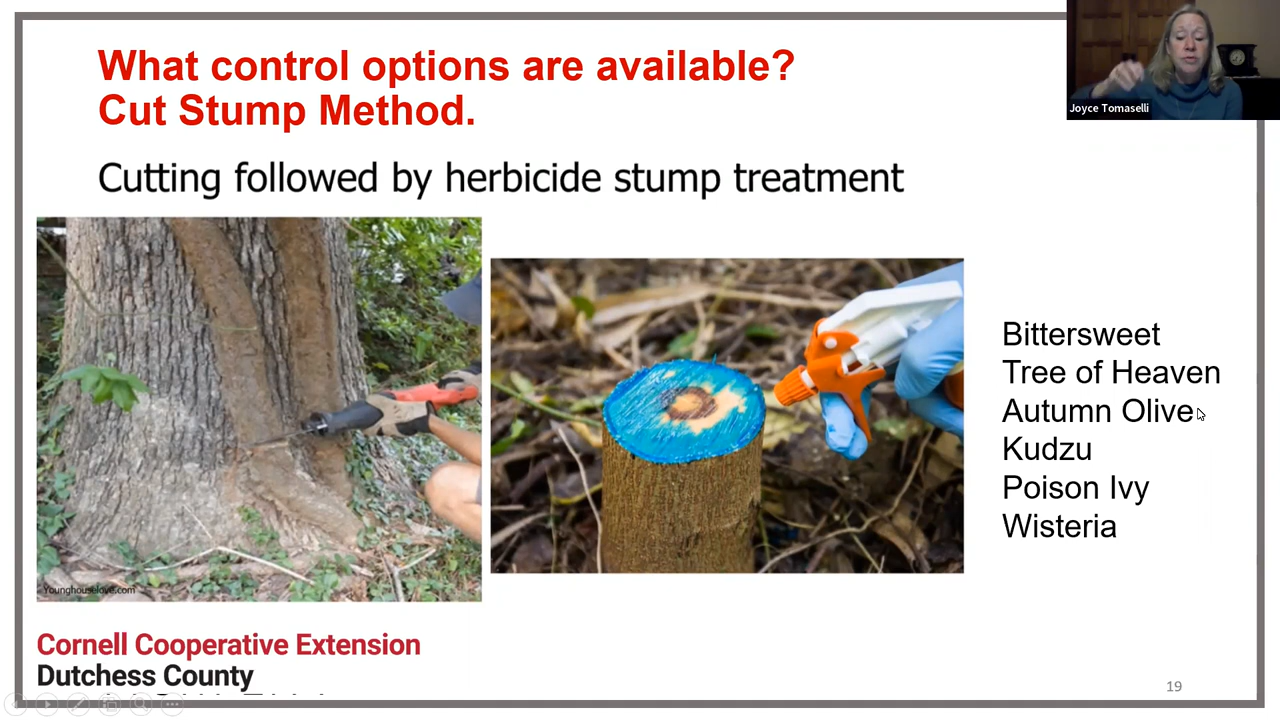 What control options are available?
Cut Stump Method.
Joyce Tomaselli
Cutting followed by herbicide stump treatment
Bittersweet
Tree of Heaven
Autumn Olive
Kudzu
Poison Ivy
Wisteria
Younghouselove.com
Cornell Cooperative Extension
Dutchess County
19